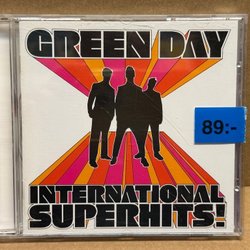 GREEN DAY
89:-
INTERNATIONAL
SUPERHITS!